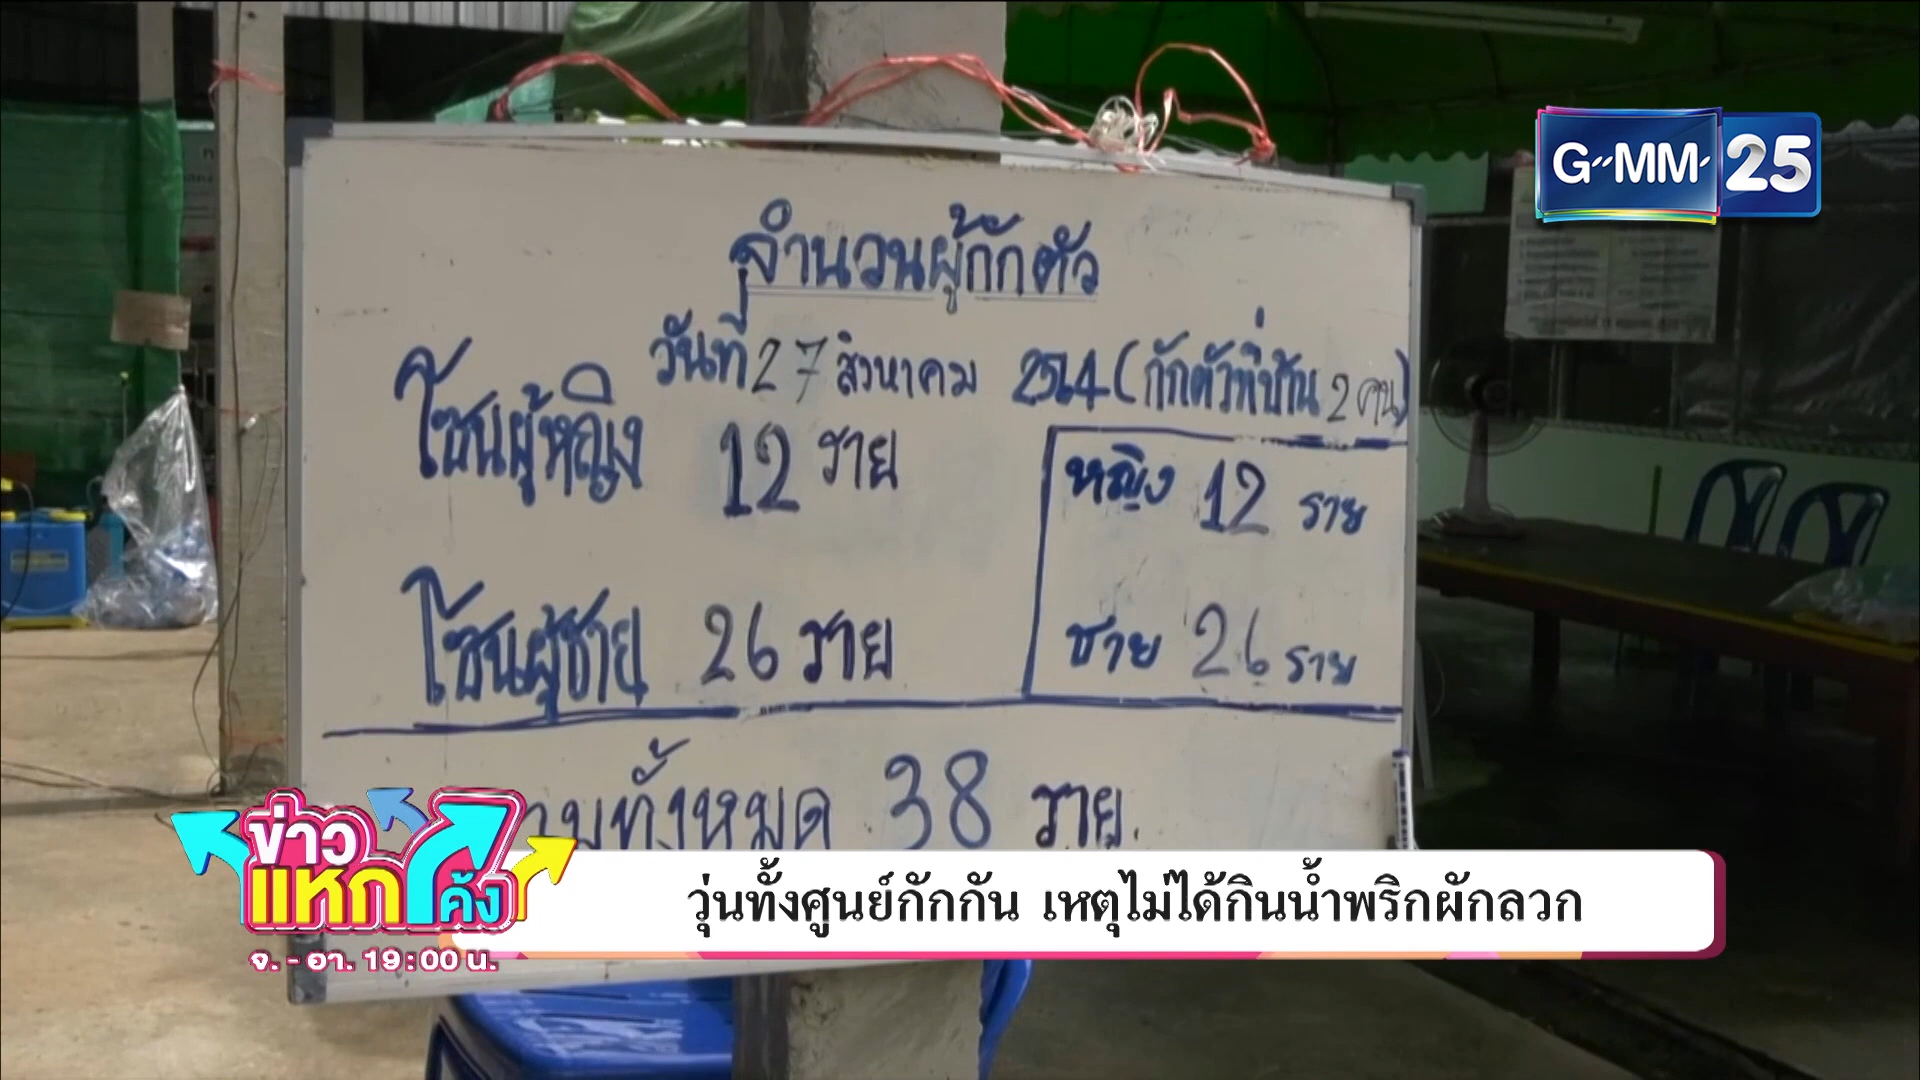 G-MM 25
จำนวนผู้กักตัว
วันที่ 27 สิงหาคม 2564 (กักตัวที่บ้าน 2 คน)
โซนผู้หญิง 12 ราย
หญิง 12 ราย
โซนผู้ชาย 26 ราย
ชาย 26 ราย
รวมทั้งหมด 38 ราย.
ข่าว
แหกโค้ง
จ. - อา. 19:00 น.
วุ่นทั้งศูนย์กักกัน เหตุไม่ได้กินน้ำพริกผักลวก